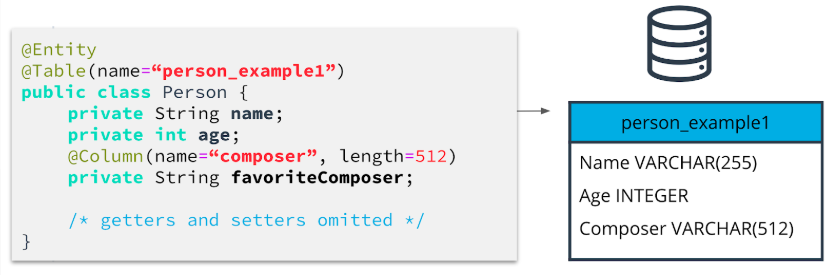 @Entity
@Table(name=“person_example1”)
public class Person {
private String name;
private int age;
@Column(name=“composer”, length=512)
private String favoriteComposer;
/* getters and setters omitted */
}
person_example1
Name VARCHAR(255)
Age INTEGER
Composer VARCHAR(512)